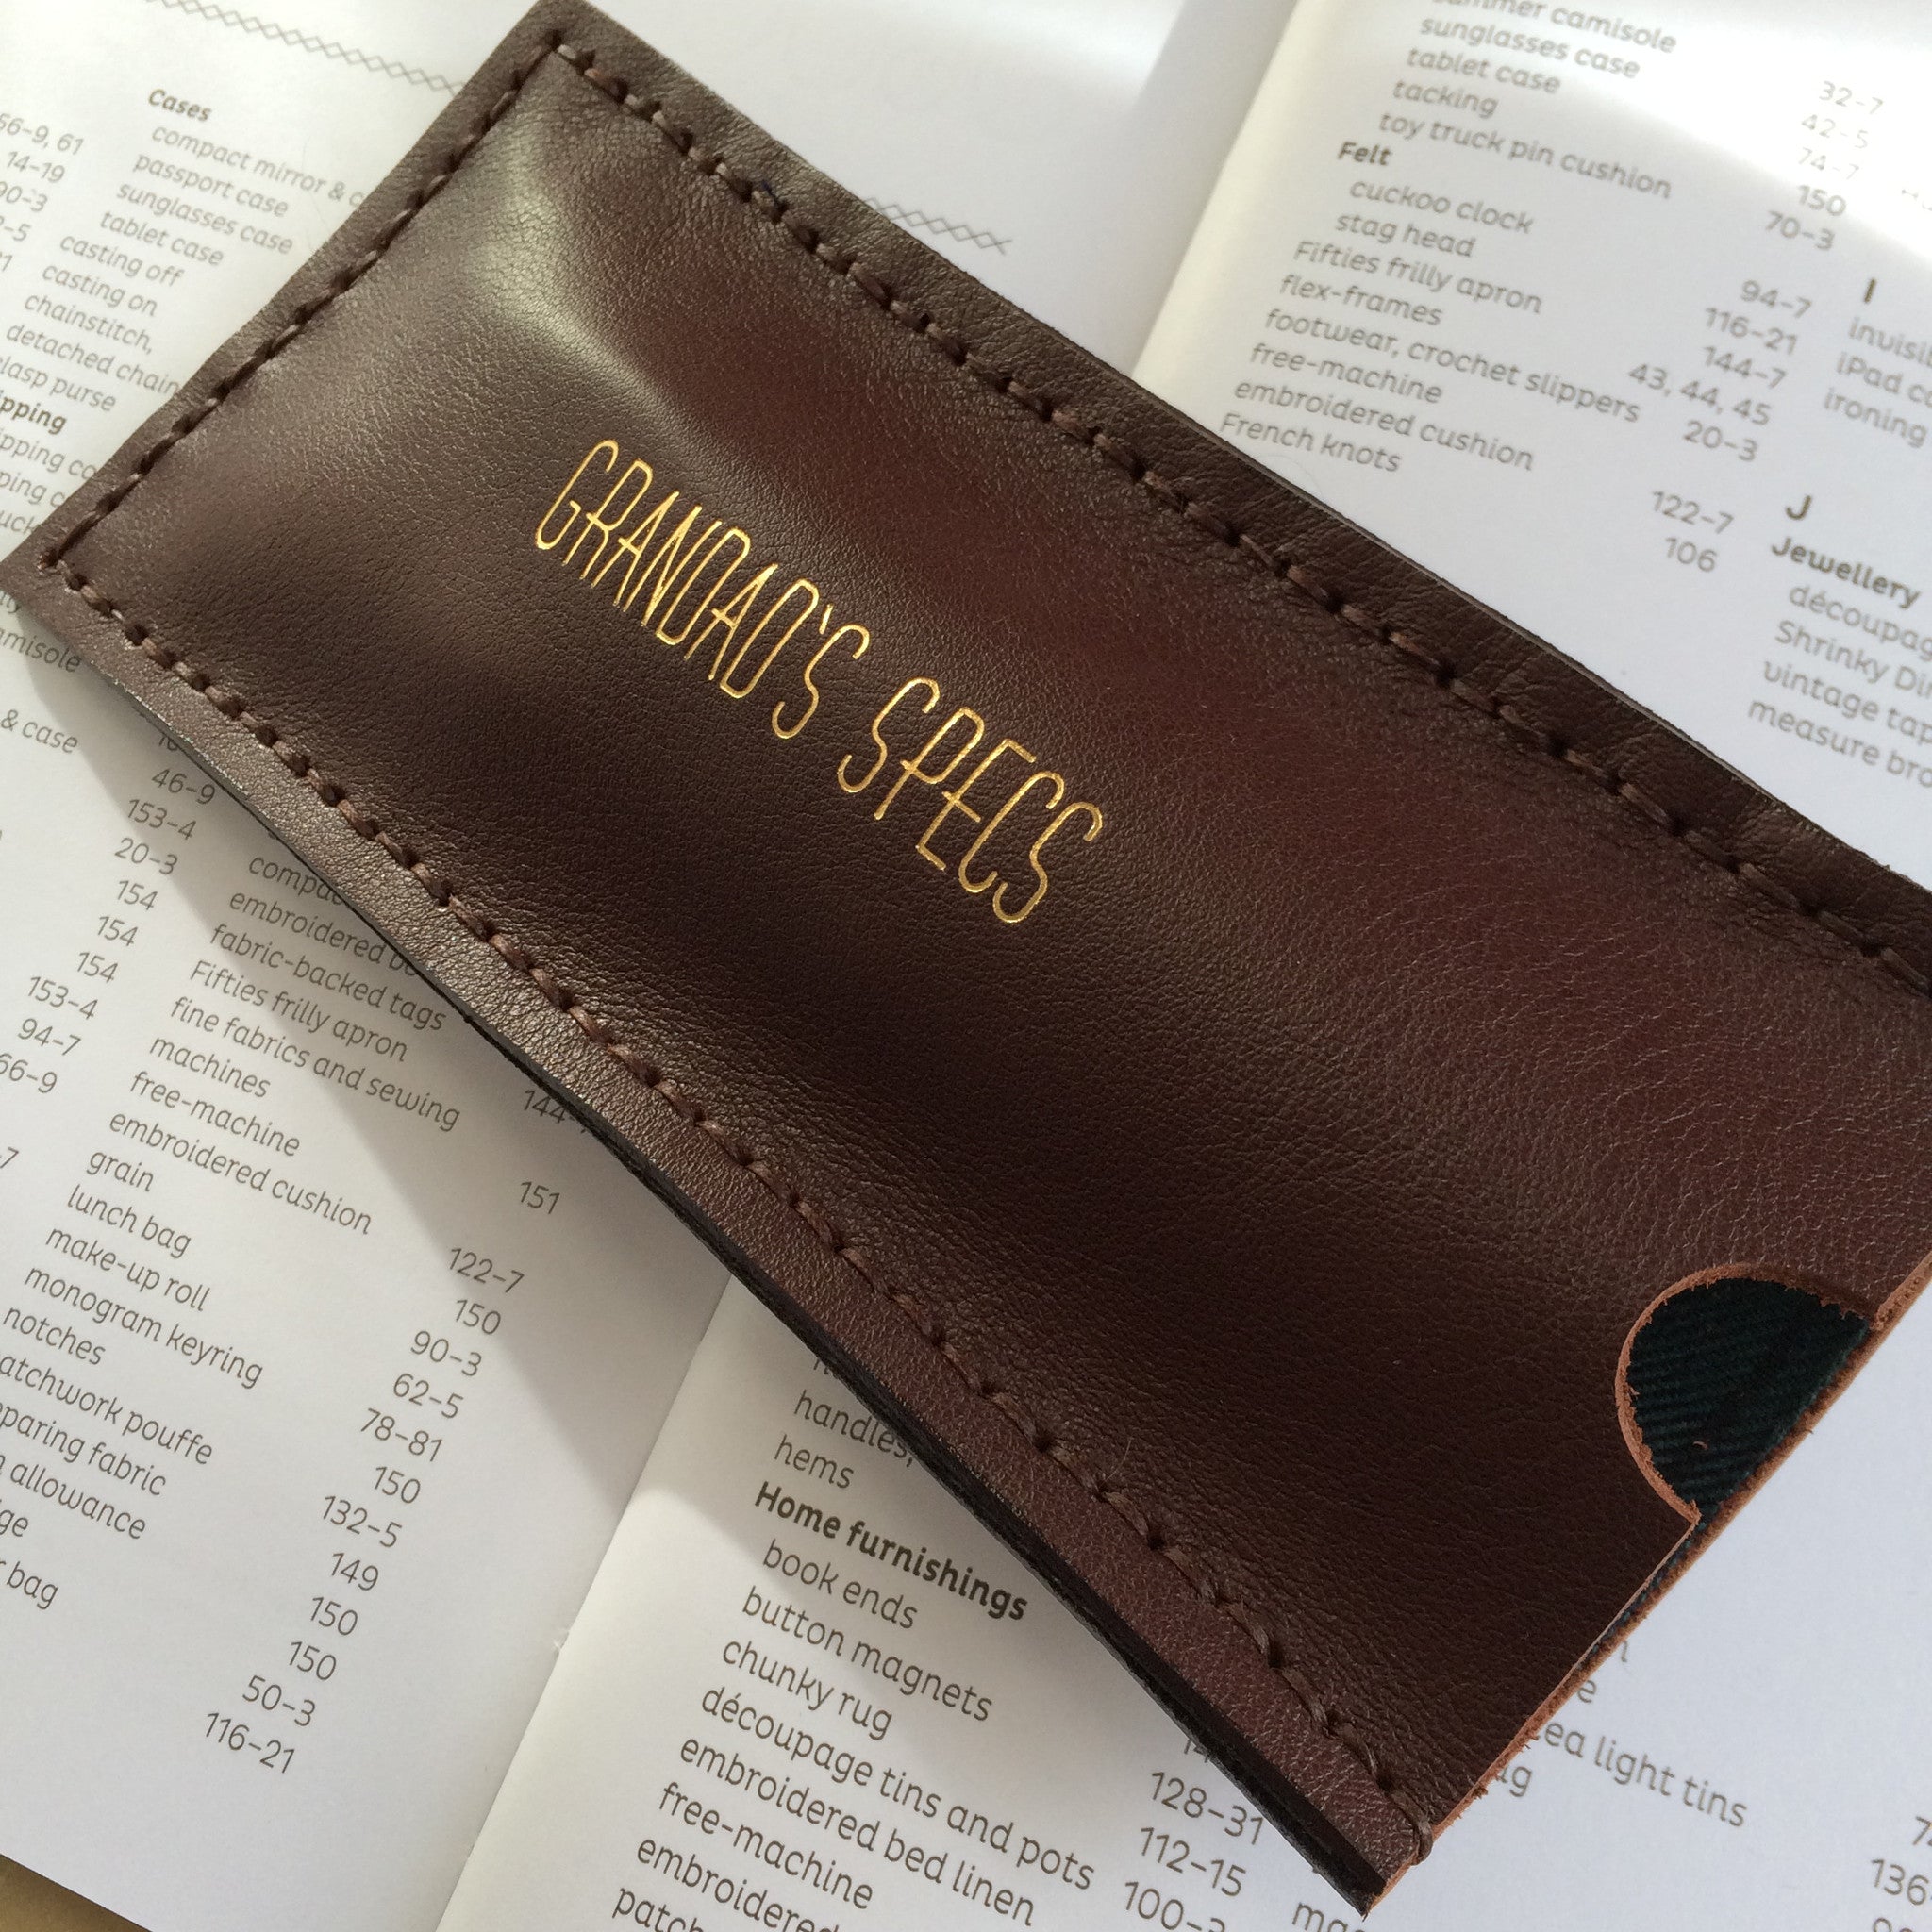 GRANDAD'S SPECS
Cases
56-9, 61
compact mirror &
14-19
passport case
90-3
sunglasses case
tablet case
casting off
casting on
chainstitch,
detached chain
clasp purse
& case
46-9
153-4
20-3
154
154
154
153-4
94-7
66-9
embroidered
fabric-backed tags
Fifties frilly apron
fine fabrics and sewing
machines
144-7
free-machine
embroidered cushion
151
grain
lunch bag
122-7
make-up roll
150
monogram keyring
90-3
notches
62-5
patchwork pouffe
78-81
preparing fabric
150
allowance
132-5
149
bag
150
150
50-3
116-21
summer camisole
sunglasses case
32-7
tablet case
42-5
tacking
74-7
toy truck pin cushion
150
Felt
70-3
cuckoo clock
stag head
94-7
Fifties frilly apron
116-21
flex-frames
144-7
footwear, crochet slippers
43, 44, 45
free-machine
20-3
embroidered cushion
French knots
122-7
106
I
iPad
ironing
J
Jewellery
Shrinky
vintage
measure
handles,
hems
Home furnishings
book ends
button magnets
chunky rug
découpage tins and pots
128-31
embroidered bed linen
112-15
free-machine
100-3
embroidered
tea light tins